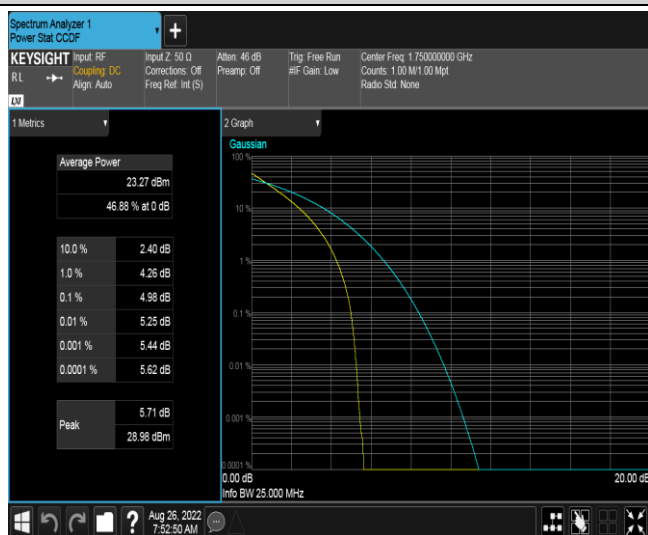 Spectrum Analyzer 1
Power Stat CCDF
+
KEYSIGHT
RL
LXI
Input: RF
Coupling: DC
Align: Auto
Input Z: 50 Ω
Corrections: Off
Freq Ref: Int (S)
Atten: 46 dB
Preamp: Off
Trig: Free Run
#IF Gain: Low
Center Freq: 1.750000000 GHz
Counts: 1.00 M/1.00 Mpt
Radio Std: None
1 Metrics
Average Power
23.27 dBm
46.88 % at 0 dB
10.0 % 2.40 dB
1.0 % 4.26 dB
0.1 % 4.98 dB
0.01 % 5.25 dB
0.001 % 5.44 dB
0.0001 % 5.62 dB
Peak
5.71 dB
28.98 dBm
2 Graph
Gaussian
100 %
10 %
1 %
0.1 %
0.01 %
0.001 %
0.0001 %
0.00 dB
20.00 dB
Info BW 25.000 MHz
?
Aug 26, 2022
7:52:50 AM